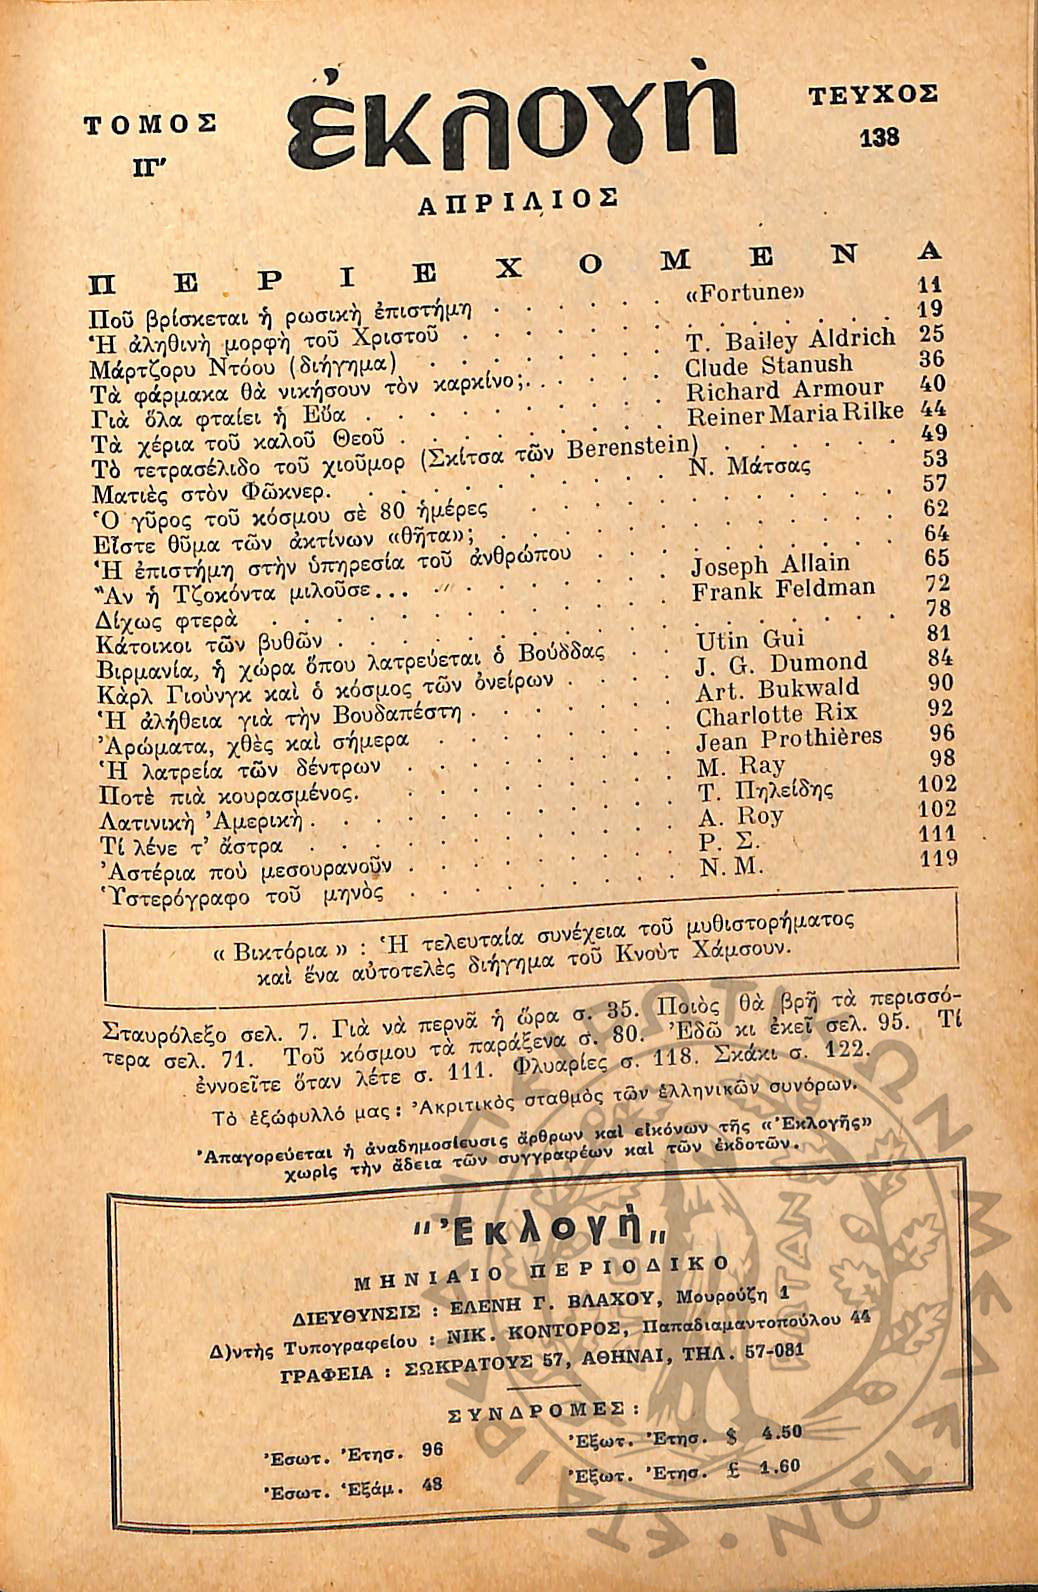 ΤΟΜΟΣ
ΙΓ'
ἐκλογὴ
ΤΕΥΧΟΣ
138
ΑΠΡΙΛΙΟΣ
ΠΕΡΙΕΧΟΜΕΝΑ
Ποῦ βρίσκεται ἡ ρωσικὴ ἐπιστήμη . . . . . . «Fortune» 11
Ἡ ἀληθινὴ μορφὴ τοῦ Χριστοῦ . . . . . . 19
Μάρτζορυ Ντόου (διήγημα) . . . . . . T. Bailey Aldrich 25
Τὰ φάρμακα θὰ νικήσουν τὸν καρκίνο; . . . . . . Clude Stanush 36
Γιὰ ὅλα φταίει ἡ Εὔα . . . . . . Richard Armour 40
Τὰ χέρια τοῦ καλοῦ Θεοῦ . . . . . . Reiner Maria Rilke 44
Τὸ τετρασέλιδο τοῦ χιοῦμορ (Σκίτσα τῶν Berenstein) . . . . . . 49
Ματιὲς στὸν Φῶκνερ. . . . . . . Ν. Μάτσας 53
Ὁ γῦρος τοῦ κόσμου σὲ 80 ἡμέρες . . . . . . 57
Εἶστε θῦμα τῶν ἀκτίνων «θῆτα»; . . . . . . 62
Ἡ ἐπιστήμη στὴν ὑπηρεσία τοῦ ἀνθρώπου . . . . . . 64
Ἂν ἡ Τζοκόντα μιλοῦσε... . . . . . . Joseph Allain 65
Δίχως φτερὰ . . . . . . Frank Feldman 72
Κάτοικοι τῶν βυθῶν . . . . . . 78
Βιρμανία, ἡ χώρα ὅπου λατρεύεται ὁ Βούδδας . . Utin Gui 81
Κὰρλ Γιοὺνγκ καὶ ὁ κόσμος τῶν ὀνείρων . . . . . J. G. Dumond 84
Ἡ ἀλήθεια γιὰ τὴν Βουδαπέστη . . . . . . Art. Bukwald 90
Ἀρώματα, χθὲς καὶ σήμερα . . . . . . Charlotte Rix 92
Ἡ λατρεία τῶν δέντρων . . . . . . Jean Prothières 96
Ποτὲ πιὰ κουρασμένος. . . . . . . M. Ray 98
Λατινικὴ Ἀμερικὴ . . . . . . Τ. Πηλείδης 102
Τί λένε τ' ἄστρα . . . . . . A. Roy 102
Ἀστέρια ποὺ μεσουρανοῦν . . . . . . Ρ. Σ. 111
Ὑστερόγραφο τοῦ μηνὸς . . . . . . Ν. Μ. 119
« Βικτόρια » : Ἡ τελευταία συνέχεια τοῦ μυθιστορήματος
καὶ ἕνα αὐτοτελὲς διήγημα τοῦ Κνοὺτ Χάμσουν.
Σταυρόλεξο σελ. 7. Γιὰ νὰ περνᾶ ἡ ὥρα σ. 35. Ποιὸς θὰ βρῆ τὰ περισσό-
τερα σελ. 71. Τοῦ κόσμου τὰ παράξενα σ. 80. Ἐδῶ κι ἐκεῖ σελ. 95. Τί
ἐννοεῖτε ὅταν λέτε σ. 111. Φλυαρίες σ. 118. Σκάκι σ. 122.
Τὸ ἐξώφυλλό μας : Ἀκριτικὸς σταθμὸς τῶν ἑλληνικῶν συνόρων.
Ἀπαγορεύεται ἡ ἀναδημοσίευσις ἄρθρων καὶ εἰκόνων τῆς «Ἐκλογῆς»
χωρὶς τὴν ἄδεια τῶν συγγραφέων καὶ τῶν ἐκδοτῶν.
"Ἐκλογὴ"
ΜΗΝΙΑΙΟ ΠΕΡΙΟΔΙΚΟ
ΔΙΕΥΘΥΝΣΙΣ : ΕΛΕΝΗ Γ. ΒΛΑΧΟΥ, Μουρούζη 1
Δ)ντὴς Τυπογραφείου : ΝΙΚ. ΚΟΝΤΟΡΟΣ, Παπαδιαμαντοπούλου 44
ΓΡΑΦΕΙΑ : ΣΩΚΡΑΤΟΥΣ 57, ΑΘΗΝΑΙ, ΤΗΛ. 57-081
ΣΥΝΔΡΟΜΕΣ :
Ἐσωτ. Ἐτησ. 96 Ἐξωτ. Ἐτησ. $ 4.50
Ἐσωτ. Ἑξάμ. 48 Ἐξωτ. Ἐτησ. £ 1.60